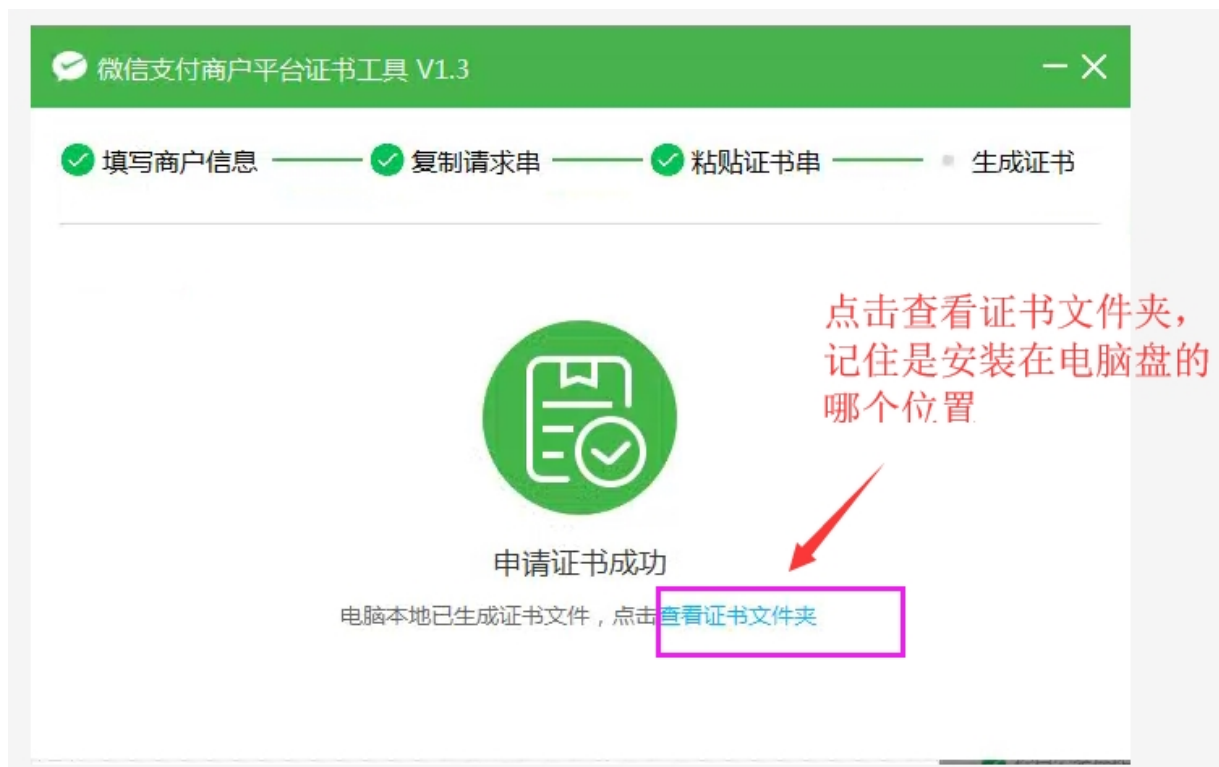 微信支付商户平台证书工具 V1.3
填写商户信息 复制请求串 粘贴证书串 生成证书
点击查看证书文件夹，
记住是安装在电脑盘的
哪个位置
申请证书成功
电脑本地已生成证书文件，点击查看证书文件夹